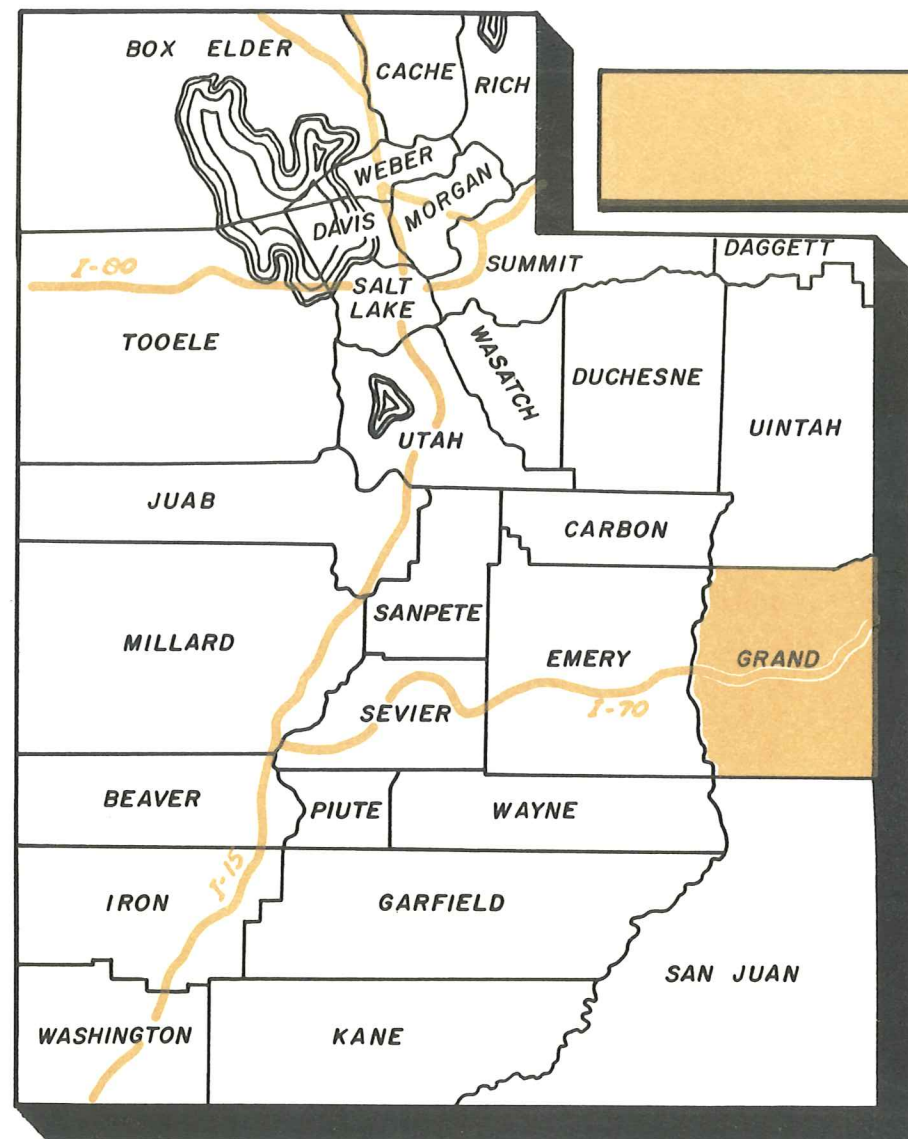 BOX ELDER
CACHE
RICH
WEBER
MORGAN
DAVIS
DAGGETT
SUMMIT
I-80
SALT
LAKE
TOOELE
WASATCH
DUCHESNE
UINTAH
UTAH
JUAB
CARBON
SANPETE
MILLARD
EMERY
GRAND
SEVIER
I-70
BEAVER
PIUTE
WAYNE
I-15
IRON
GARFIELD
SAN JUAN
WASHINGTON
KANE